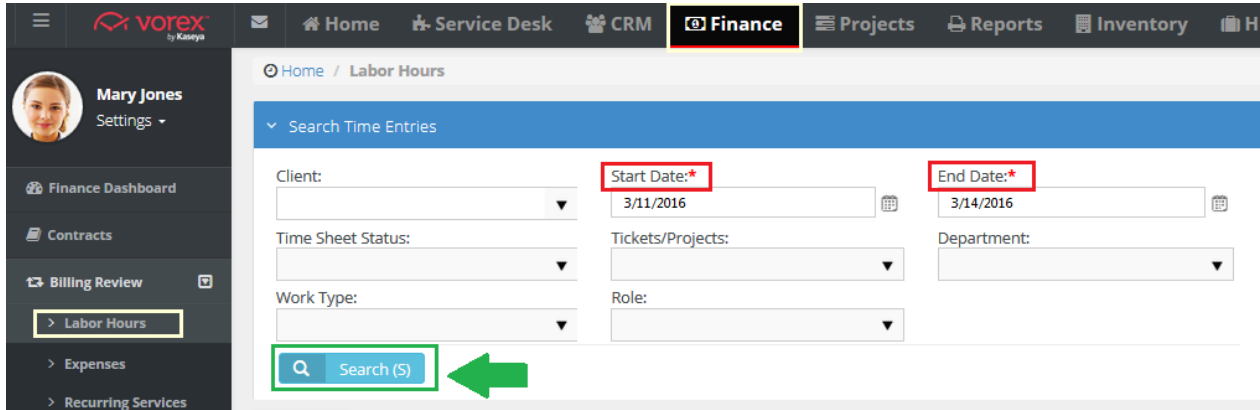 VOREX
by Kaseya
Home
Service Desk
CRM
Finance
Projects
Reports
Inventory
H
Mary Jones
Settings
Home / Labor Hours
Search Time Entries
Finance Dashboard
Contracts
Billing Review
> Labor Hours
> Expenses
> Recurring Services
Client:
Start Date:*
End Date:*
3/11/2016
3/14/2016
Time Sheet Status:
Tickets/Projects:
Department:
Work Type:
Role:
Search (S)